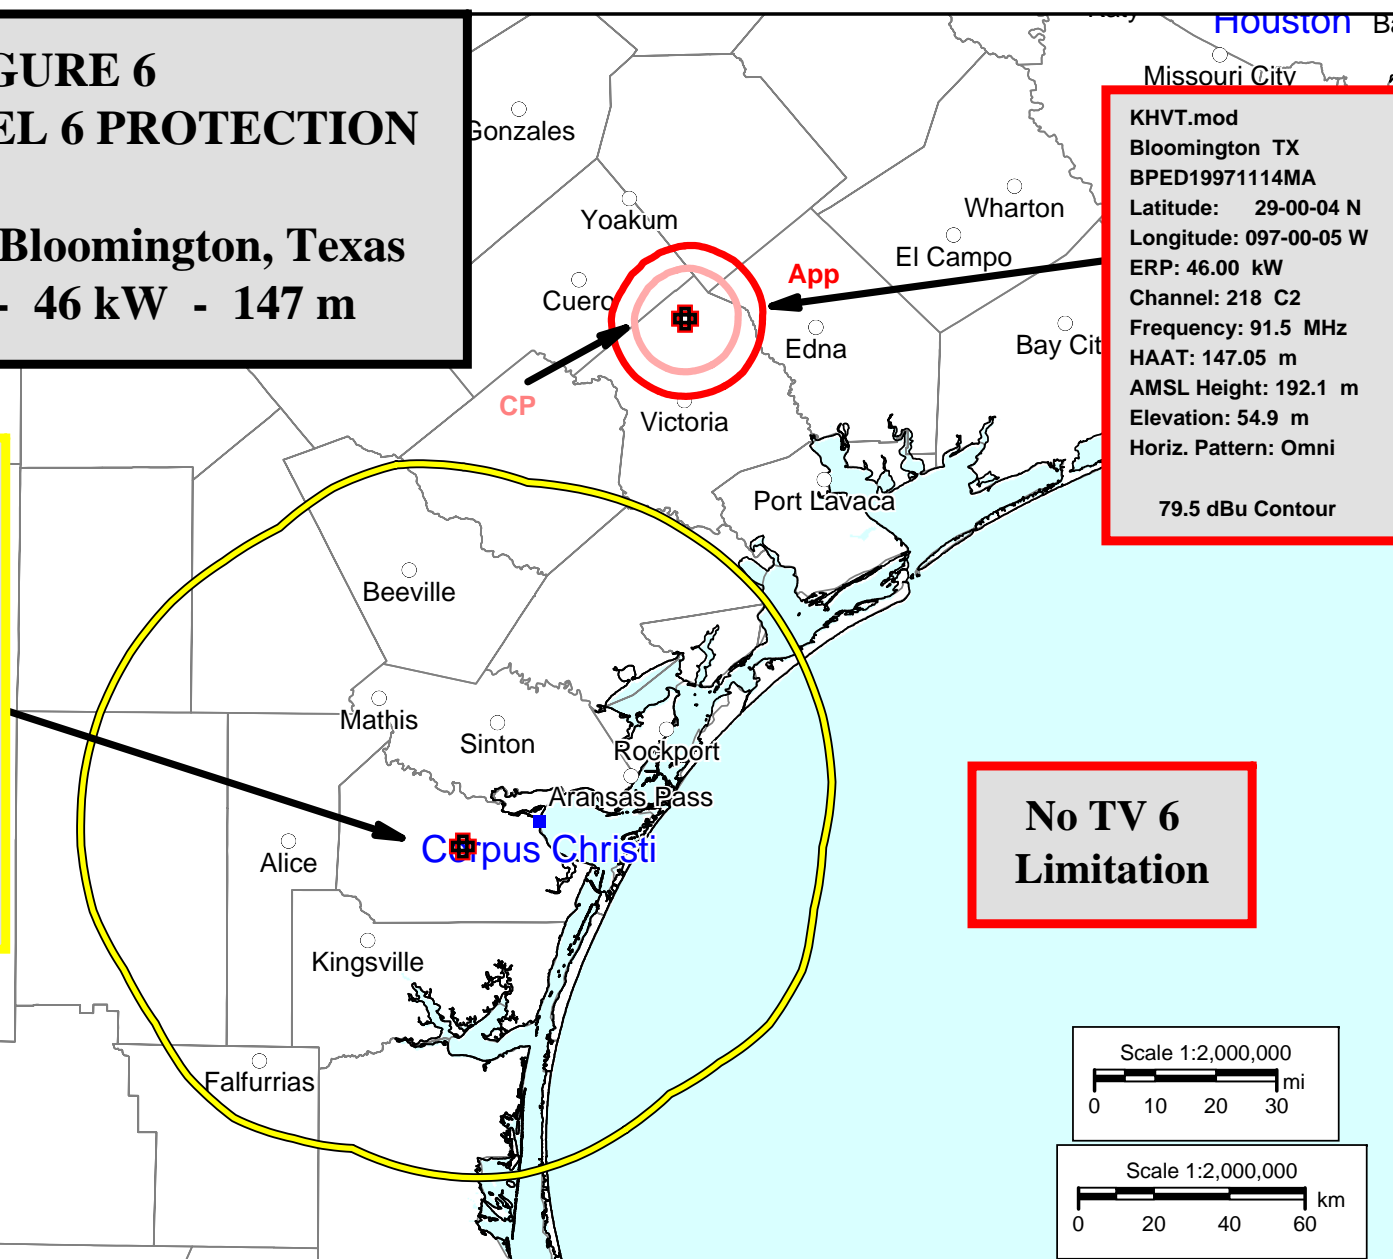 GURE 6
EL 6 PROTECTION
Bloomington, Texas
- 46 kW - 147 m
Houston
Missouri City
Gonzales
Yoakum
Wharton
El Campo
Cuero
App
Edna
Bay Cit
CP
Victoria
Port Lavaca
KHVT.mod
Bloomington TX
BPED19971114MA
Latitude: 29-00-04 N
Longitude: 097-00-05 W
ERP: 46.00 kW
Channel: 218 C2
Frequency: 91.5 MHz
HAAT: 147.05 m
AMSL Height: 192.1 m
Elevation: 54.9 m
Horiz. Pattern: Omni
79.5 dBu Contour
Beeville
Mathis
Sinton
Rockport
Aransas Pass
Corpus Christi
Alice
Kingsville
Falfurrias
No TV 6
Limitation
Scale 1:2,000,000
mi
0 10 20 30
Scale 1:2,000,000
km
0 20 40 60